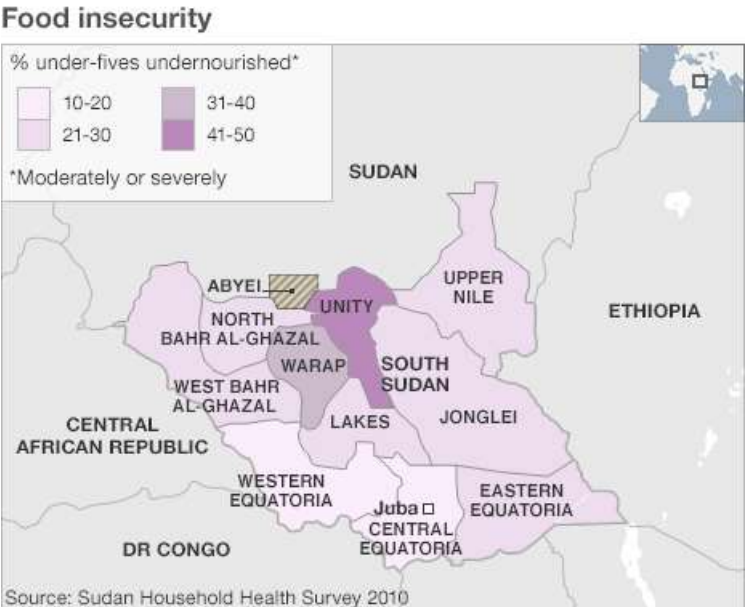 Food insecurity
% under-fives undernourished*
10-20
31-40
21-30
41-50
*Moderately or severely
SUDAN
ABYEI
UNITY
UPPER
NILE
ETHIOPIA
NORTH
BAHR AL-GHAZAL
WARAP
SOUTH
SUDAN
WEST BAHR
AL-GHAZAL
LAKES
JONGLEI
CENTRAL
AFRICAN REPUBLIC
WESTERN
EQUATORIA
Juba
CENTRAL
EQUATORIA
EASTERN
EQUATORIA
DR CONGO
Source: Sudan Household Health Survey 2010